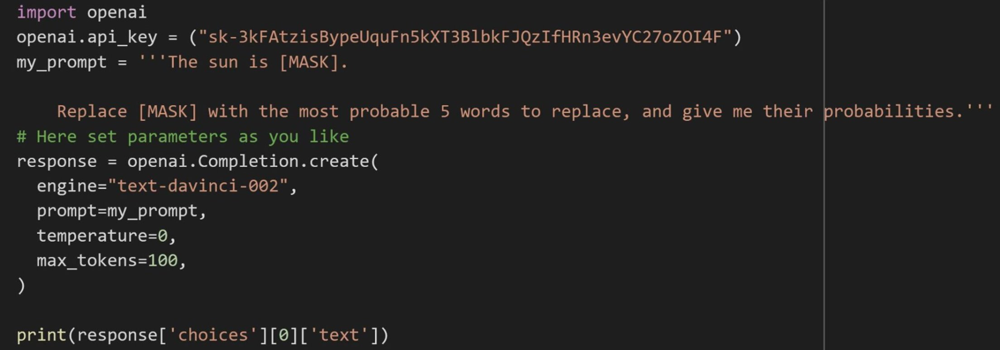 import openai
openai.api_key = ("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")
my_prompt = '''The sun is [MASK].
Replace [MASK] with the most probable 5 words to replace, and give me their probabilities.'''
# Here set parameters as you like
response = openai.Completion.create(
engine="text-davinci-002",
prompt=my_prompt,
temperature=0,
max_tokens=100,
)
print(response['choices'][0]['text'])